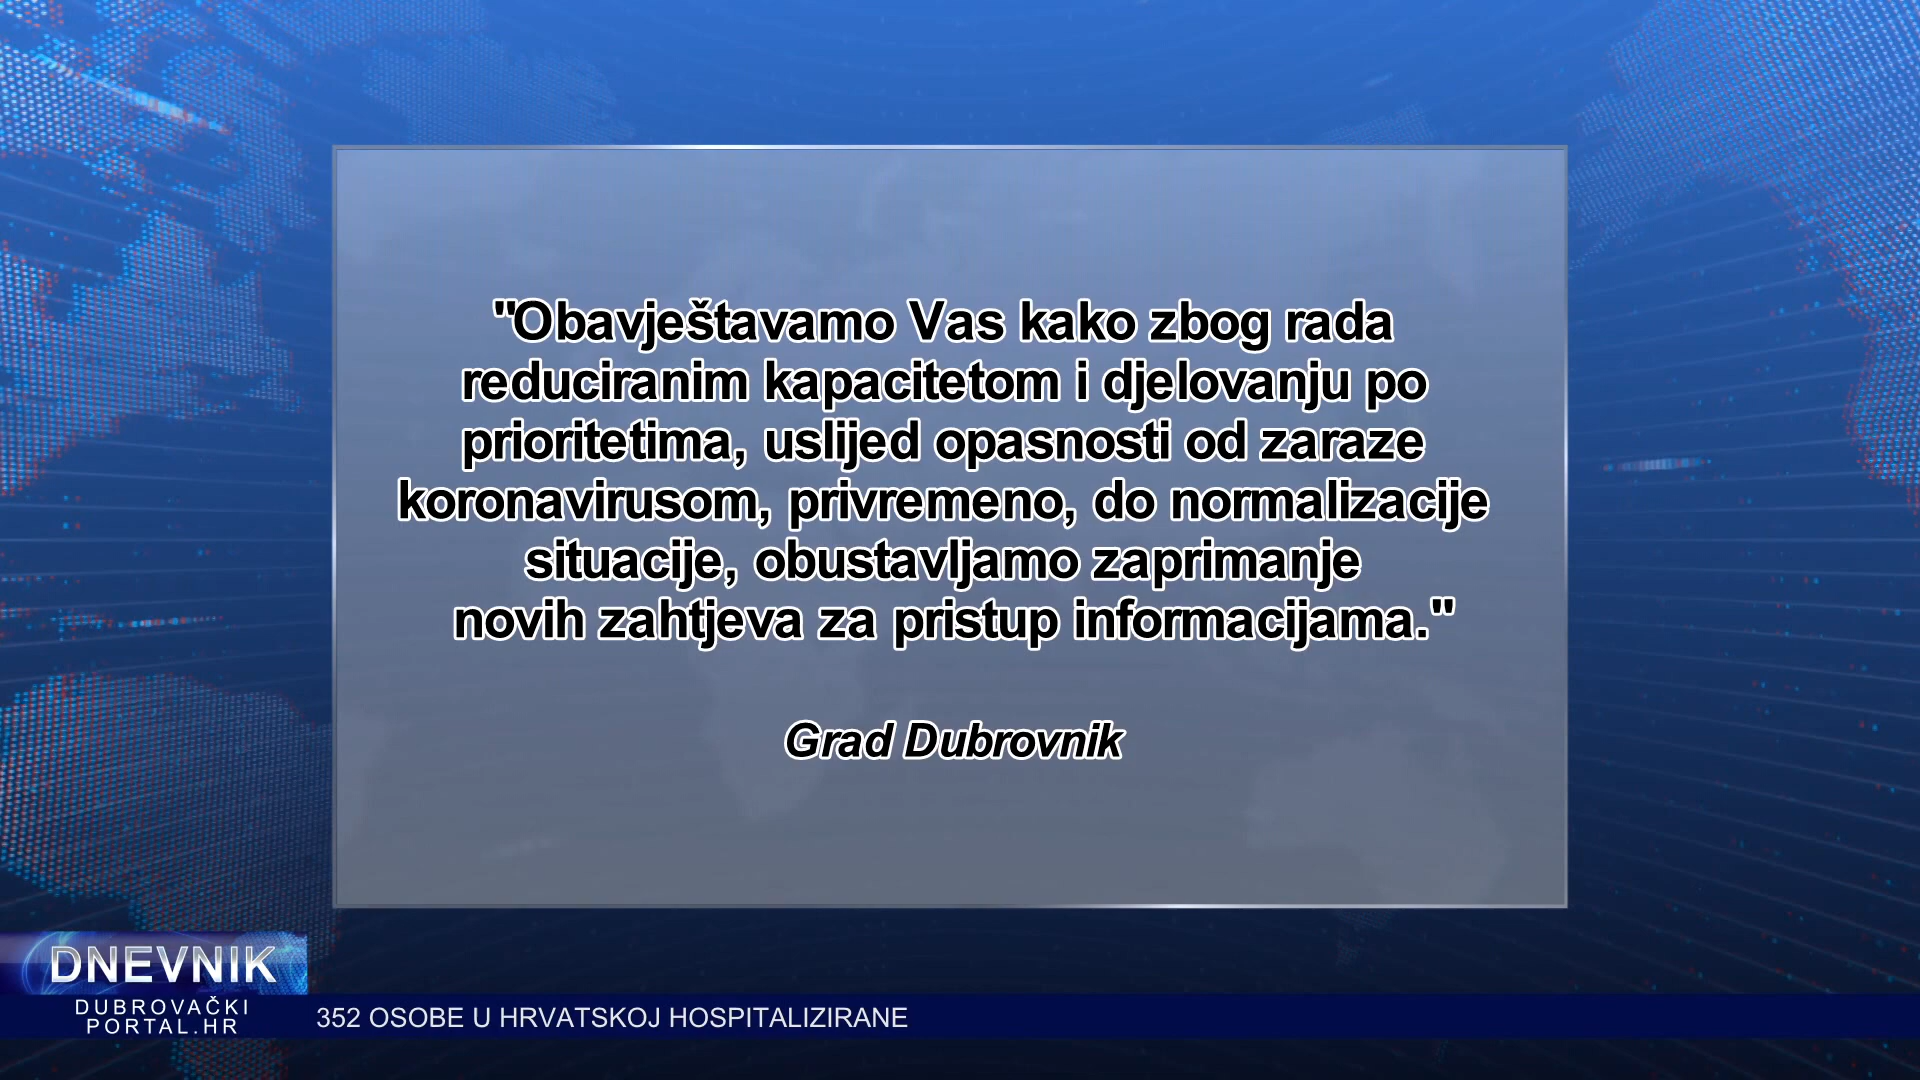 "Obavještavamo Vas kako zbog rada
reduciranim kapacitetom i djelovanju po
prioritetima, uslijed opasnosti od zaraze
koronavirusom, privremeno, do normalizacije
situacije, obustavljamo zaprimanje
novih zahtjeva za pristup informacijama."
Grad Dubrovnik
DNEVNIK
DUBROVAČKI
PORTAL.HR
352 OSOBE U HRVATSKOJ HOSPITALIZIRANE